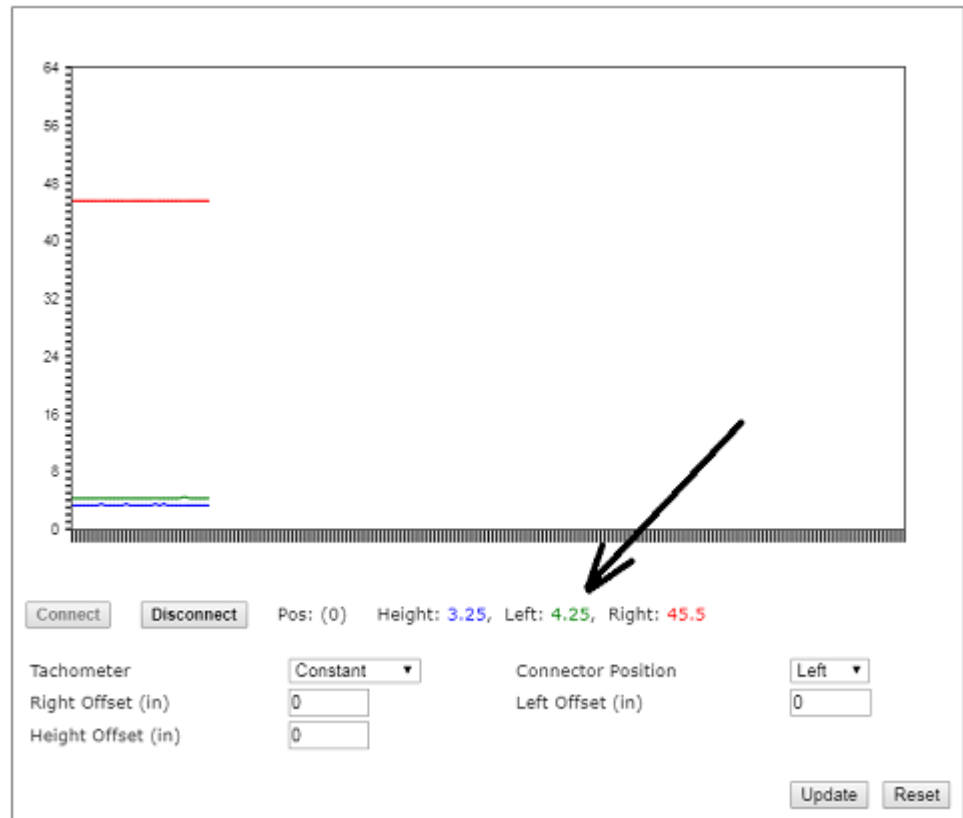 64
56
48
40
32
24
16
8
0
Connect Disconnect Pos: (0) Height: 3.25, Left: 4.25, Right: 45.5
Tachometer Constant Connector Position Left
Right Offset (in) 0 Left Offset (in) 0
Height Offset (in) 0
Update Reset